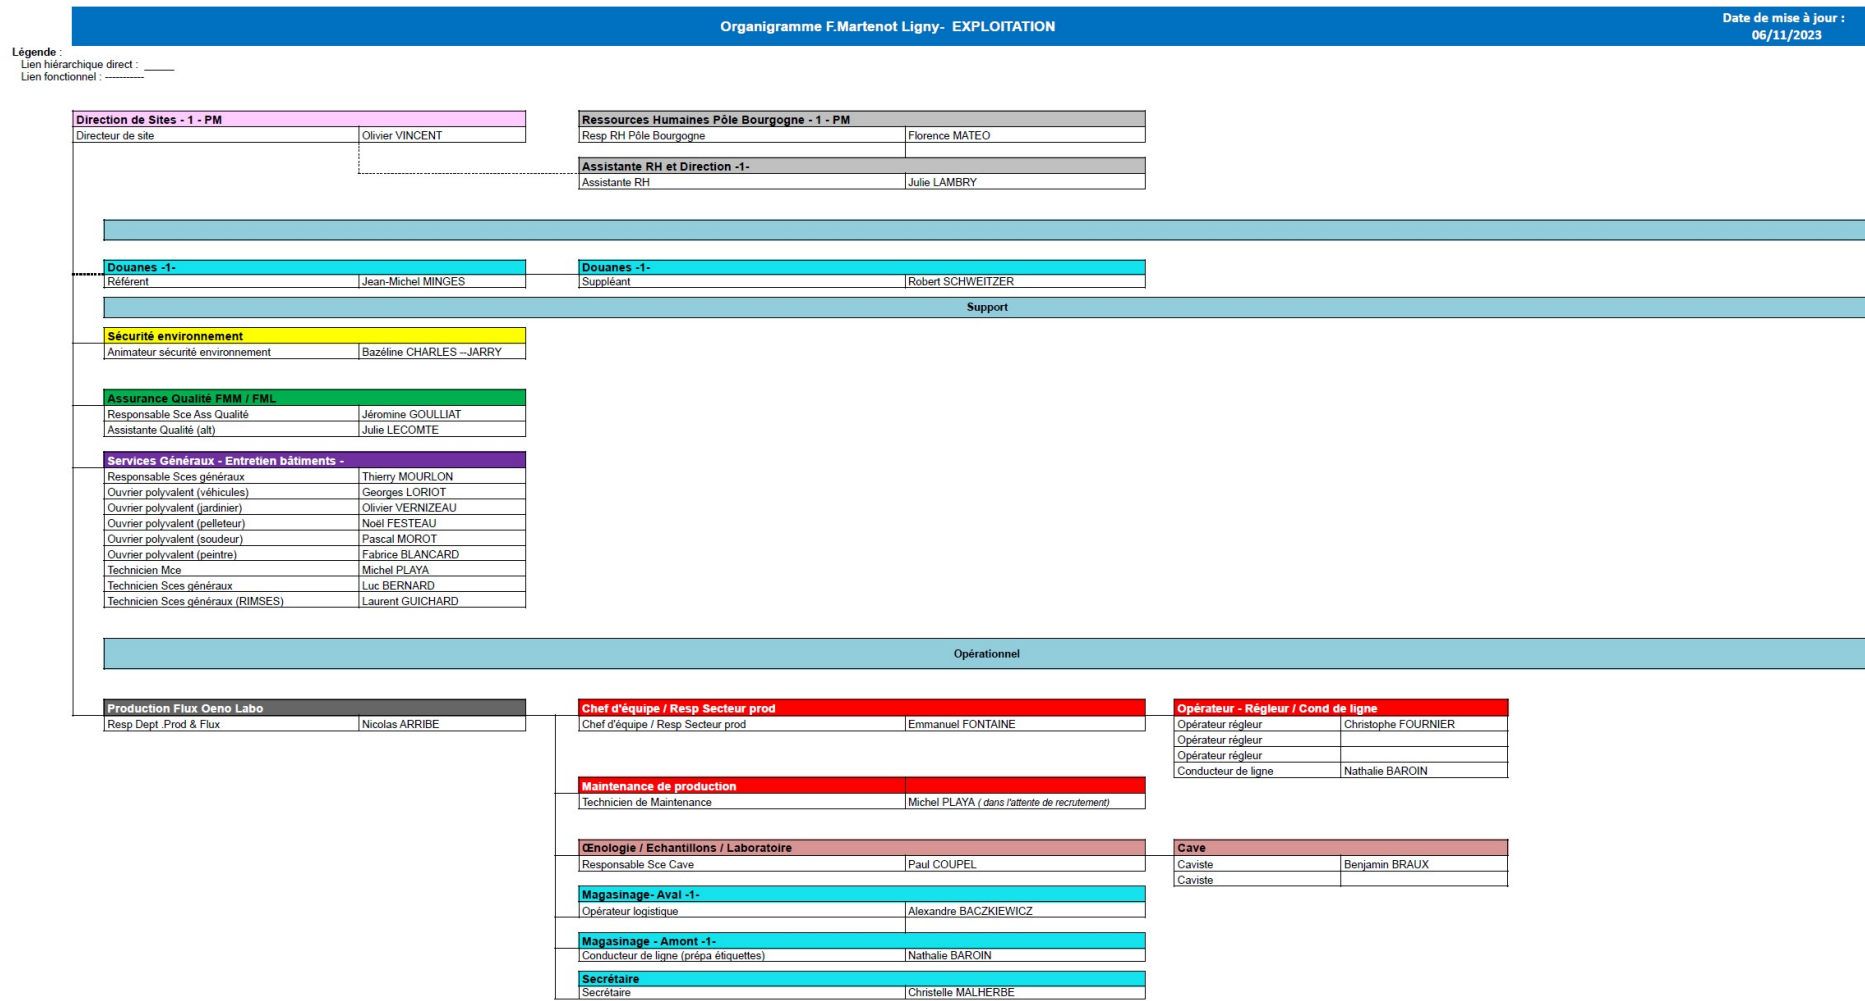 Organigramme F.Martenot Ligny- EXPLOITATION
Date de mise à jour :
06/11/2023
Légende :
Lien hiérarchique direct : _____
Lien fonctionnel : -----------
Direction de Sites - 1 - PM
Directeur de site Olivier VINCENT
Ressources Humaines Pôle Bourgogne - 1 - PM
Resp RH Pôle Bourgogne Florence MATEO
Assistante RH et Direction -1-
Assistante RH Julie LAMBRY
Douanes -1-
Référent Jean-Michel MINGES
Douanes -1-
Suppléant Robert SCHWEITZER
Support
Sécurité environnement
Animateur sécurité environnement Bazéline CHARLES --JARRY
Assurance Qualité FMM / FML
Responsable Sce Ass Qualité Jéromine GOULLIAT
Assistante Qualité (alt) Julie LECOMTE
Services Généraux - Entretien bâtiments -
Responsable Sces généraux Thierry MOURLON
Ouvrier polyvalent (véhicules) Georges LORIOT
Ouvrier polyvalent (jardinier) Olivier VERNIZEAU
Ouvrier polyvalent (pelleteur) Noël FESTEAU
Ouvrier polyvalent (soudeur) Pascal MOROT
Ouvrier polyvalent (peintre) Fabrice BLANCARD
Technicien Mce Michel PLAYA
Technicien Sces généraux Luc BERNARD
Technicien Sces généraux (RIMSES) Laurent GUICHARD
Opérationnel
Production Flux Oeno Labo
Resp Dept .Prod & Flux Nicolas ARRIBE
Chef d'équipe / Resp Secteur prod
Chef d'équipe / Resp Secteur prod Emmanuel FONTAINE
Opérateur - Régleur / Cond de ligne
Opérateur régleur Christophe FOURNIER
Opérateur régleur
Opérateur régleur
Conducteur de ligne Nathalie BAROIN
Maintenance de production
Technicien de Maintenance Michel PLAYA ( dans l'attente de recrutement)
Œnologie / Echantillons / Laboratoire
Responsable Sce Cave Paul COUPEL
Cave
Caviste Benjamin BRAUX
Caviste
Magasinage- Aval -1-
Opérateur logistique Alexandre BACZKIEWICZ
Magasinage - Amont -1-
Conducteur de ligne (prépa étiquettes) Nathalie BAROIN
Secrétaire
Secrétaire Christelle MALHERBE